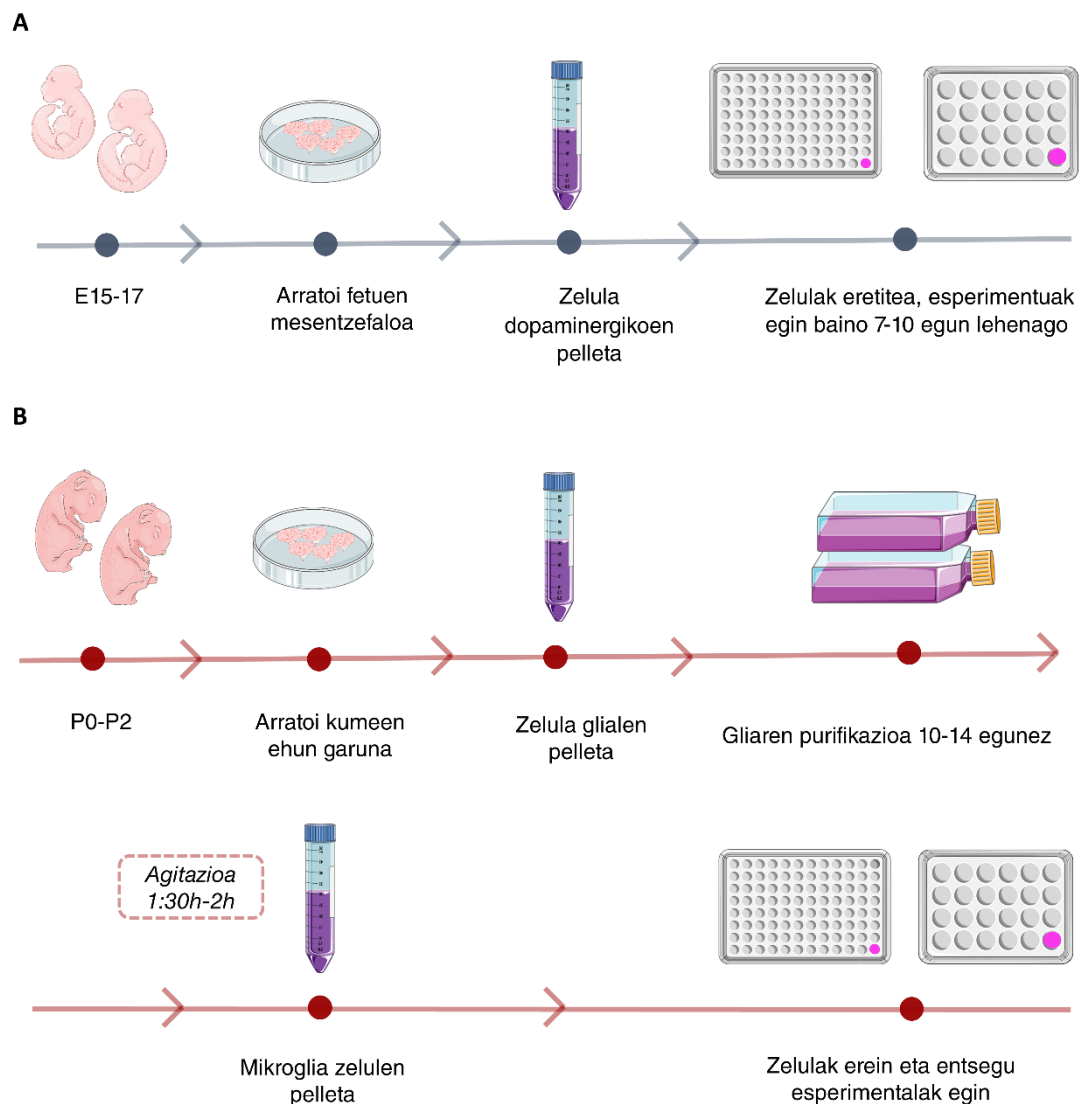 A
E15-17
Arratoi fetuen
mesentzefaloa
Zelula
dopaminergikoen
pelleta
Zelulak eretitea, esperimentuak
egin baino 7-10 egun lehenago
B
P0-P2
Arratoi kumeen
ehun garuna
Zelula glialen
pelleta
Gliaren purifikazioa 10-14 egunez
Agitazioa
1:30h-2h
Mikroglia zelulen
pelleta
Zelulak erein eta entsegu
esperimentalak egin